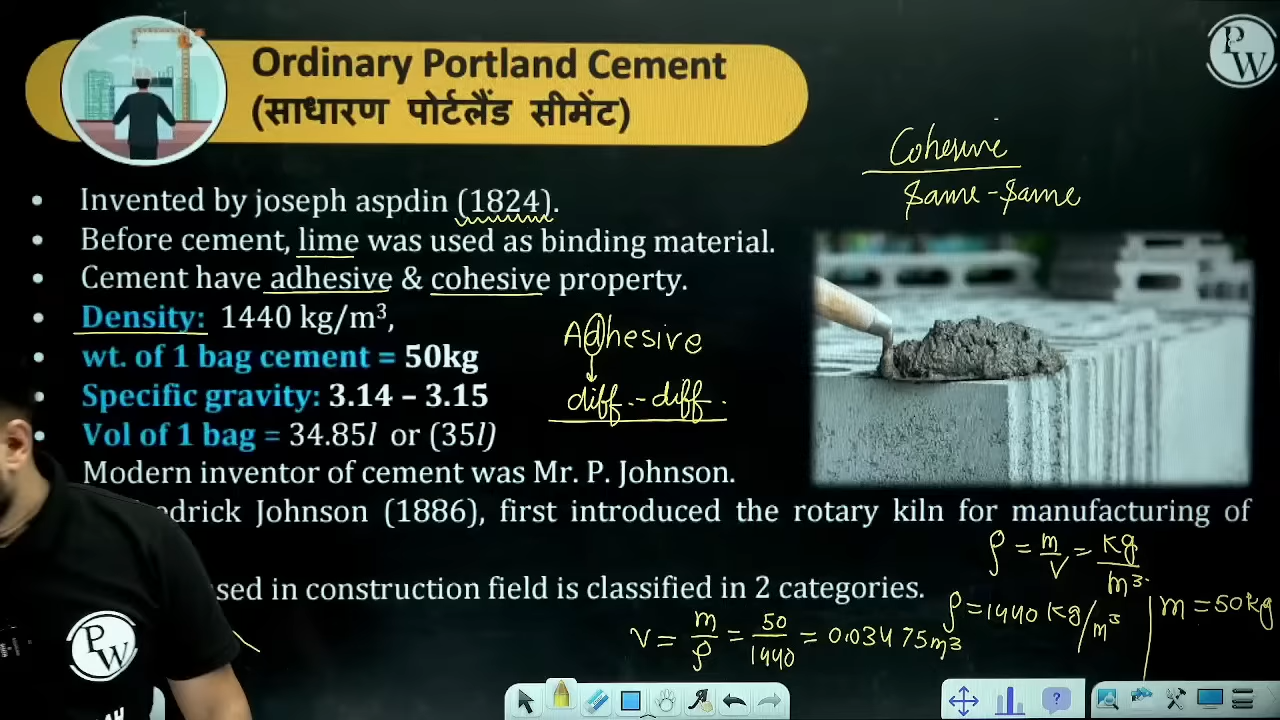 Ordinary Portland Cement
(साधारण पोर्टलैंड सीमेंट)
PW
Cohesive
Same - Same
• Invented by joseph aspdin (1824).
• Before cement, lime was used as binding material.
• Cement have adhesive & cohesive property.
• Density: 1440 kg/m³,
• wt. of 1 bag cement = 50kg
• Specific gravity: 3.14 – 3.15
• Vol of 1 bag = 34.85l or (35l)
Adhesive
diff. - diff.
Modern inventor of cement was Mr. P. Johnson.
edrick Johnson (1886), first introduced the rotary kiln for manufacturing of
sed in construction field is classified in 2 categories.
ρ = m/V = kg/m³.
ρ = 1440 kg/m³ | m = 50kg
V = m/ρ = 50/1440 = 0.03475m³
PW